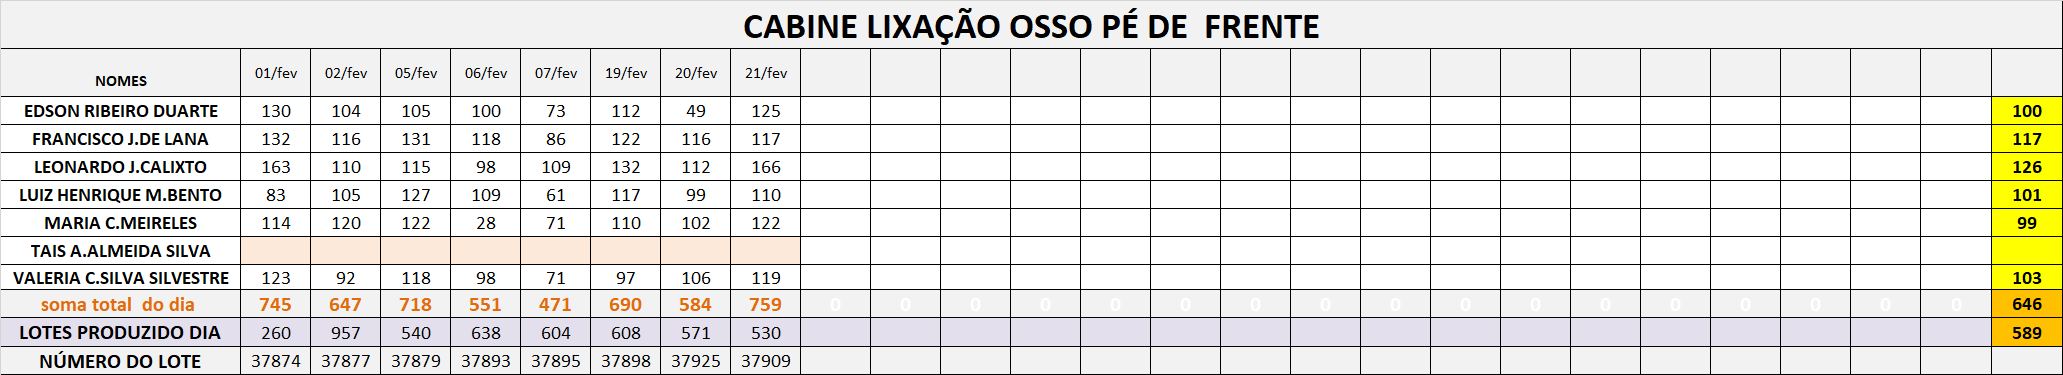 CABINE LIXAÇÃO OSSO PÉ DE  FRENTE
NOMES 01/fev 02/fev 05/fev 06/fev 07/fev 19/fev 20/fev 21/fev
EDSON RIBEIRO DUARTE 130 104 105 100 73 112 49 125 100
FRANCISCO J.DE LANA 132 116 131 118 86 122 116 117 117
LEONARDO J.CALIXTO 163 110 115 98 109 132 112 166 126
LUIZ HENRIQUE M.BENTO 83 105 127 109 61 117 99 110 101
MARIA C.MEIRELES 114 120 122 28 71 110 102 122 99
TAIS A.ALMEIDA SILVA
VALERIA C.SILVA SILVESTRE 123 92 118 98 71 97 106 119 103
soma total  do dia 745 647 718 551 471 690 584 759 0 0 0 0 0 0 0 0 0 0 0 0 0 0 0 0 0 646
LOTES PRODUZIDO DIA 260 957 540 638 604 608 571 530 589
NÚMERO DO LOTE 37874 37877 37879 37893 37895 37898 37925 37909